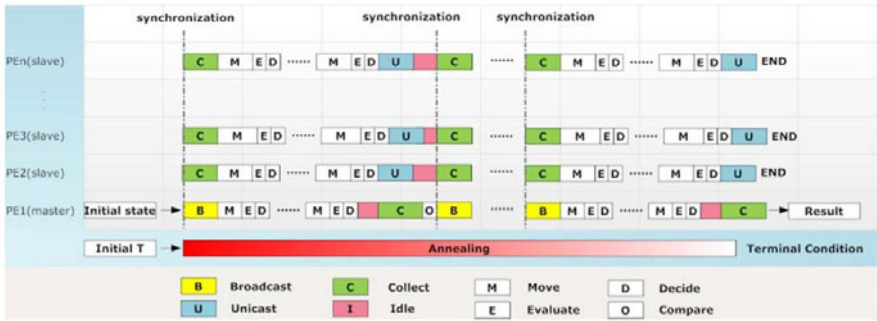 synchronization synchronization synchronization
PEn(slave) C M E D ...... M E D U C ...... C M E D ...... M E D U END
⋮
PE3(slave) C M E D ...... M E D U C ...... C M E D ...... M E D U END
PE2(slave) C M E D ...... M E D U C ...... C M E D ...... M E D U END
PE1(master) Initial state B M E D ...... M E D C O B ...... B M E D ...... M E D C Result
Initial T Annealing Terminal Condition
B Broadcast C Collect M Move D Decide
U Unicast I Idle E Evaluate O Compare